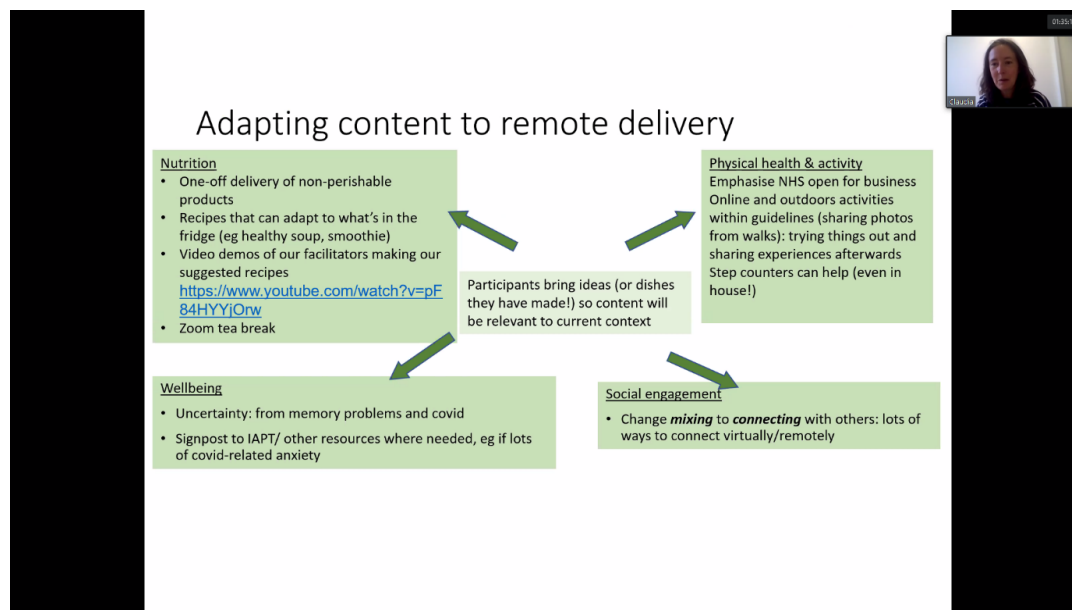 01:35:1
Claucia
Adapting content to remote delivery
Nutrition
• One-off delivery of non-perishable
products
• Recipes that can adapt to what's in the
fridge (eg healthy soup, smoothie)
• Video demos of our facilitators making our
suggested recipes
https://www.youtube.com/watch?v=pF
84HYYjOrw
• Zoom tea break
Physical health & activity
Emphasise NHS open for business
Online and outdoors activities
within guidelines (sharing photos
from walks): trying things out and
sharing experiences afterwards
Step counters can help (even in
house!)
Participants bring ideas (or dishes
they have made!) so content will
be relevant to current context
Wellbeing
• Uncertainty: from memory problems and covid
• Signpost to IAPT/ other resources where needed, eg if lots
of covid-related anxiety
Social engagement
• Change mixing to connecting with others: lots of
ways to connect virtually/remotely